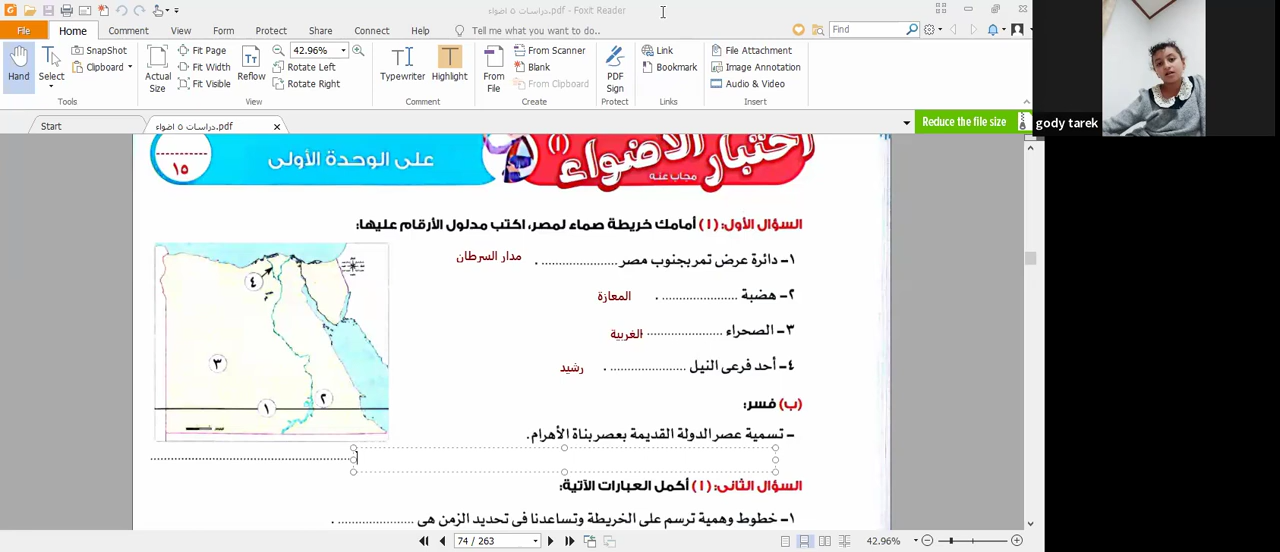 دراسات ٥ اضواء.pdf - Foxit Reader
File Home Comment View Form Protect Share Connect Help Tell me what you want to do.. Find
SnapShot Fit Page 42.96% From Scanner Link File Attachment
Clipboard Fit Width Rotate Left Blank Bookmark Image Annotation
Hand Select Actual Size Reflow Fit Visible Rotate Right Typewriter Highlight From File From Clipboard PDF Sign Audio & Video
Tools View Comment Create Protect Links Insert
Start دراسات ٥ اضواء.pdf Reduce the file size gody tarek
اختبار الأضواء (١) على الوحدة الأولى
مجاب عنه ١٥
السؤال الأول: (١) أمامك خريطة صماء لمصر، اكتب مدلول الأرقام عليها:
١- دائرة عرض تمر بجنوب مصر .................... . مدار السرطان
٢- هضبة .................... . المعازة
٣- الصحراء .................... الغربية
٤- أحد فرعى النيل .................... . رشيد
٤
٣
٢
١
(ب) فسر:
- تسمية عصر الدولة القديمة بعصر بناة الأهرام.
السؤال الثانى: (١) أكمل العبارات الآتية:
١- خطوط وهمية ترسم على الخريطة وتساعدنا فى تحديد الزمن هى .................... .
74 / 263 42.96%